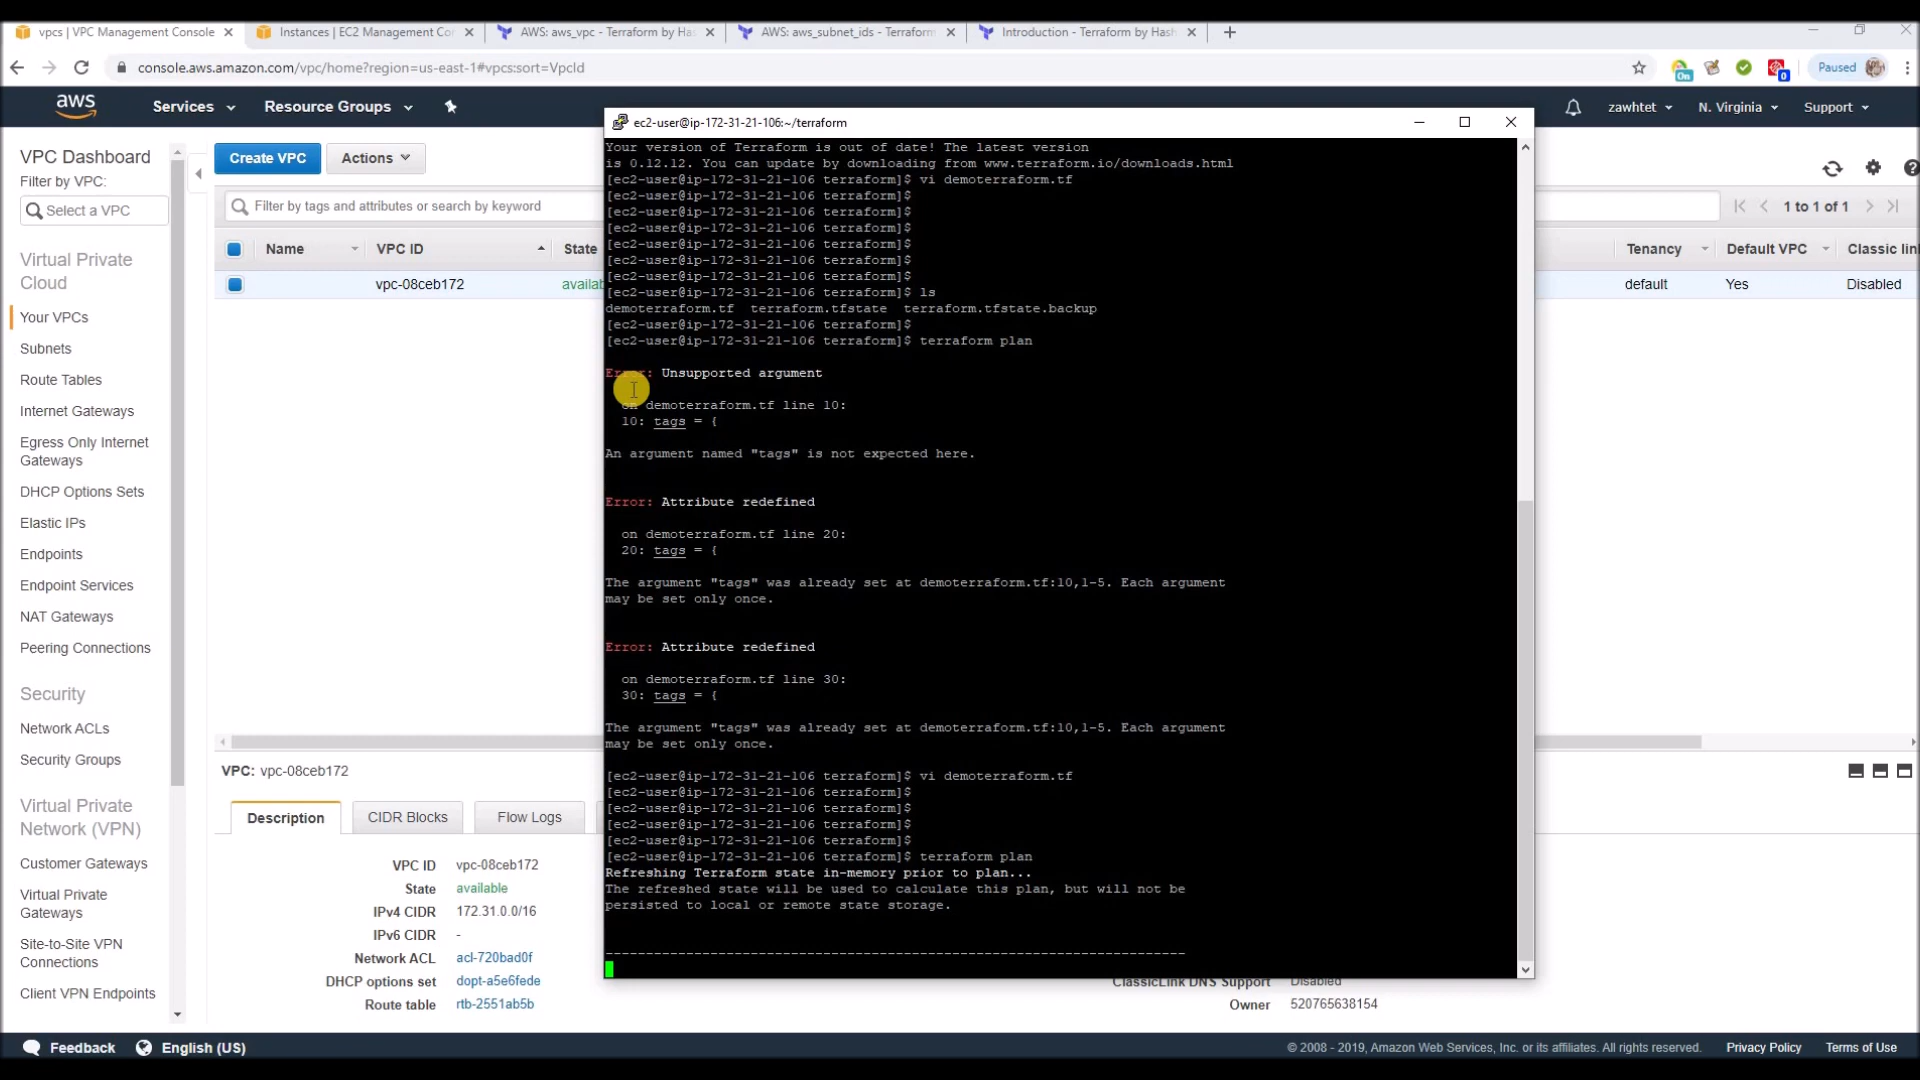 vpcs | VPC Management Console
Instances | EC2 Management Con
AWS: aws_vpc - Terraform by Has
AWS: aws_subnet_ids - Terraform
Introduction - Terraform by Hash
console.aws.amazon.com/vpc/home?region=us-east-1#vpcs:sort=VpcId
On
0
Paused
aws
Services
Resource Groups
zawhtet
N. Virginia
Support
VPC Dashboard
Filter by VPC:
Select a VPC
Virtual Private
Cloud
Your VPCs
Subnets
Route Tables
Internet Gateways
Egress Only Internet
Gateways
DHCP Options Sets
Elastic IPs
Endpoints
Endpoint Services
NAT Gateways
Peering Connections
Security
Network ACLs
Security Groups
Virtual Private
Network (VPN)
Customer Gateways
Virtual Private
Gateways
Site-to-Site VPN
Connections
Client VPN Endpoints
Create VPC
Actions
Filter by tags and attributes or search by keyword
1 to 1 of 1
Name
VPC ID
State
Tenancy
Default VPC
Classic lin
vpc-08ceb172
availab
default
Yes
Disabled
ec2-user@ip-172-31-21-106:~/terraform
Your version of Terraform is out of date! The latest version
is 0.12.12. You can update by downloading from www.terraform.io/downloads.html
[ec2-user@ip-172-31-21-106 terraform]$ vi demoterraform.tf
[ec2-user@ip-172-31-21-106 terraform]$
[ec2-user@ip-172-31-21-106 terraform]$
[ec2-user@ip-172-31-21-106 terraform]$
[ec2-user@ip-172-31-21-106 terraform]$
[ec2-user@ip-172-31-21-106 terraform]$
[ec2-user@ip-172-31-21-106 terraform]$
[ec2-user@ip-172-31-21-106 terraform]$ ls
demoterraform.tf  terraform.tfstate  terraform.tfstate.backup
[ec2-user@ip-172-31-21-106 terraform]$
[ec2-user@ip-172-31-21-106 terraform]$ terraform plan
Error: Unsupported argument
on demoterraform.tf line 10:
10: tags = {
An argument named "tags" is not expected here.
Error: Attribute redefined
on demoterraform.tf line 20:
20: tags = {
The argument "tags" was already set at demoterraform.tf:10,1-5. Each argument
may be set only once.
Error: Attribute redefined
on demoterraform.tf line 30:
30: tags = {
The argument "tags" was already set at demoterraform.tf:10,1-5. Each argument
may be set only once.
[ec2-user@ip-172-31-21-106 terraform]$ vi demoterraform.tf
[ec2-user@ip-172-31-21-106 terraform]$
[ec2-user@ip-172-31-21-106 terraform]$
[ec2-user@ip-172-31-21-106 terraform]$
[ec2-user@ip-172-31-21-106 terraform]$
[ec2-user@ip-172-31-21-106 terraform]$ terraform plan
Refreshing Terraform state in-memory prior to plan...
The refreshed state will be used to calculate this plan, but will not be
persisted to local or remote state storage.
------------------------------------------------------------------------
VPC: vpc-08ceb172
Description
CIDR Blocks
Flow Logs
VPC ID vpc-08ceb172
State available
IPv4 CIDR 172.31.0.0/16
IPv6 CIDR -
Network ACL acl-720bad0f
DHCP options set dopt-a5e6fede
Route table rtb-2551ab5b
ClassicLink DNS Support Disabled
Owner 520765638154
Feedback
English (US)
© 2008 - 2019, Amazon Web Services, Inc. or its affiliates. All rights reserved.
Privacy Policy
Terms of Use